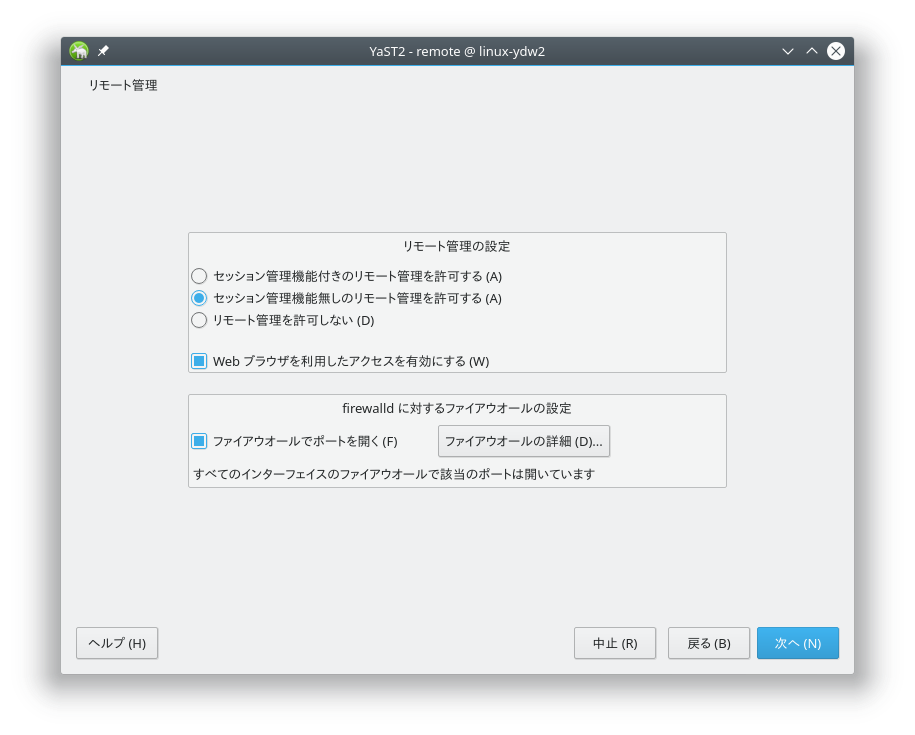 YaST2 - remote @ linux-ydw2
リモート管理
リモート管理の設定
セッション管理機能付きのリモート管理を許可する (A)
セッション管理機能無しのリモート管理を許可する (A)
リモート管理を許可しない (D)
Web ブラウザを利用したアクセスを有効にする (W)
firewalld に対するファイアウオールの設定
ファイアウオールでポートを開く (F)
ファイアウオールの詳細 (D)...
すべてのインターフェイスのファイアウオールで該当のポートは開いています
ヘルプ (H)
中止 (R)
戻る (B)
次へ (N)